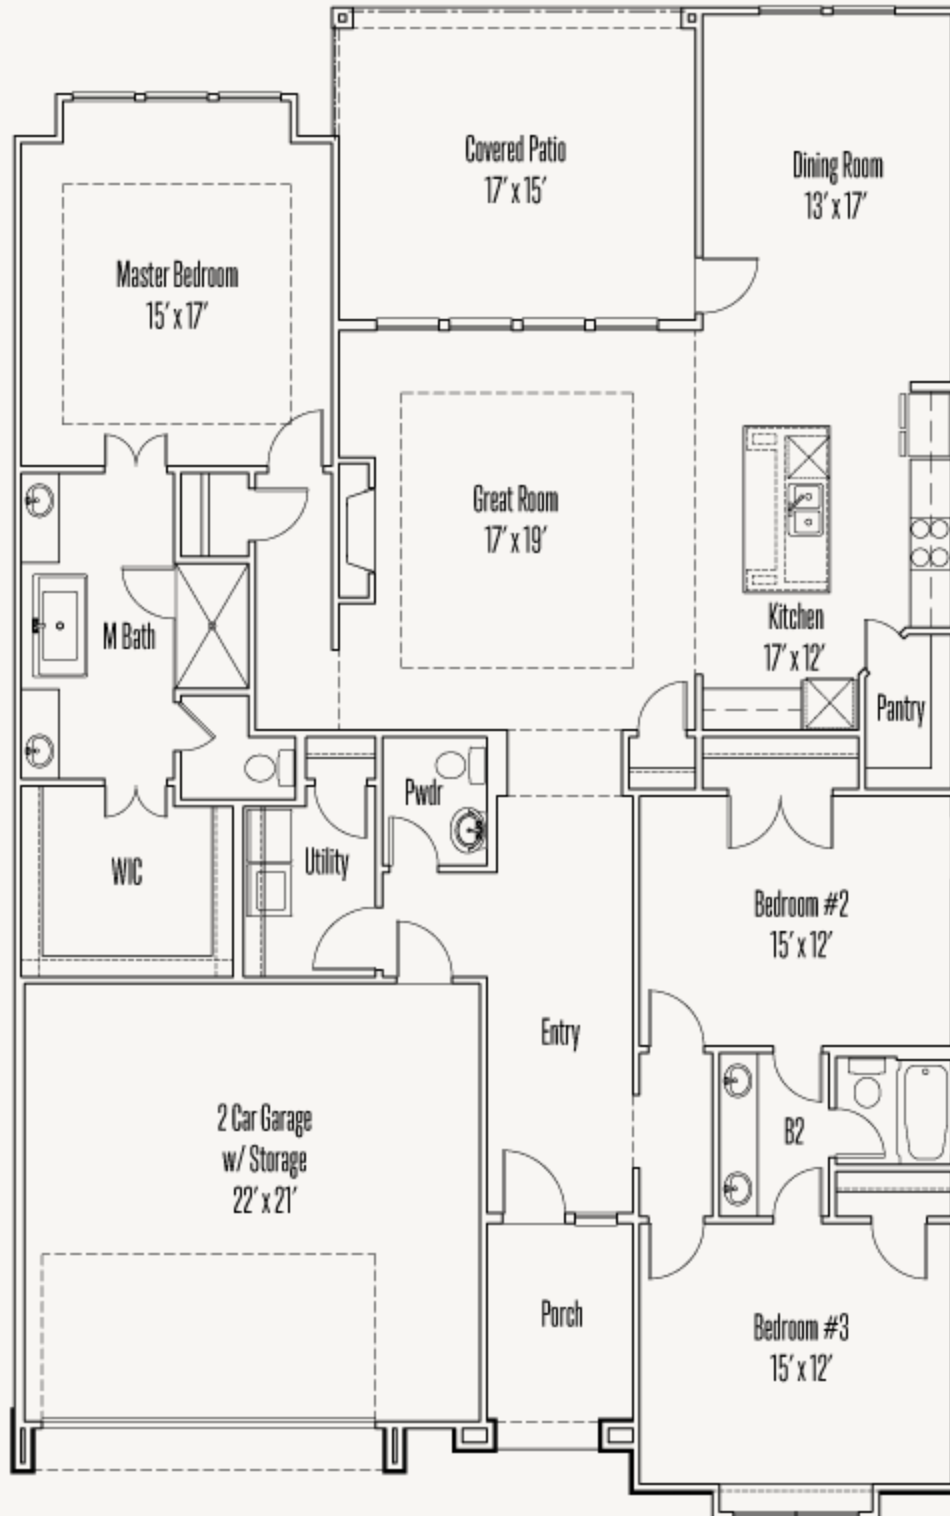 Covered Patio
17' x 15'
Dining Room
13' x 17'
Master Bedroom
15' x 17'
Great Room
17' x 19'
Kitchen
17' x 12'
M Bath
Pantry
Pwdr
Utility
WIC
Bedroom #2
15' x 12'
Entry
2 Car Garage
w/ Storage
22' x 21'
B2
Porch
Bedroom #3
15' x 12'